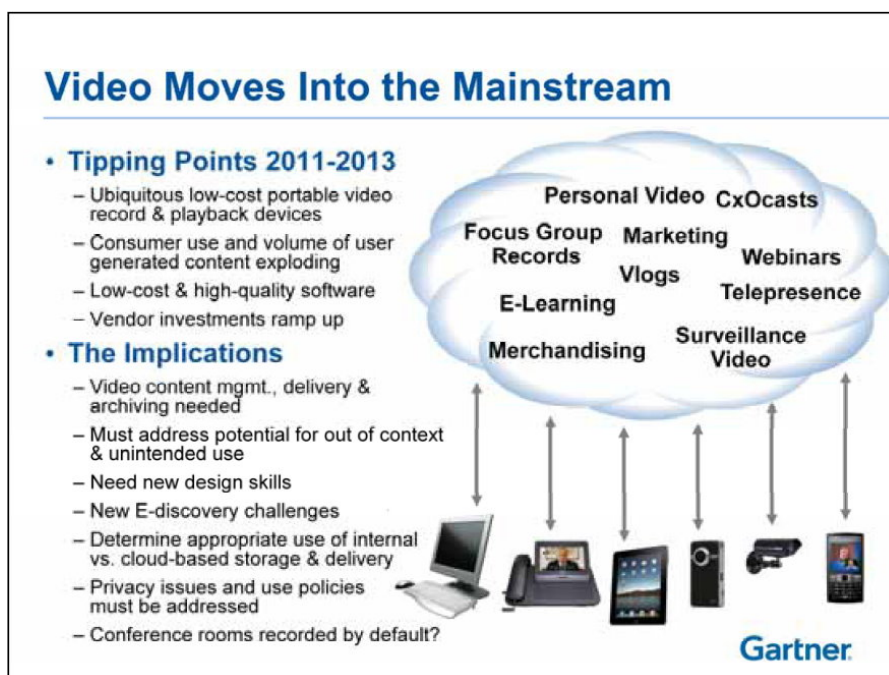 Video Moves Into the Mainstream
• Tipping Points 2011-2013
– Ubiquitous low-cost portable video
record & playback devices
– Consumer use and volume of user
generated content exploding
– Low-cost & high-quality software
– Vendor investments ramp up
• The Implications
– Video content mgmt., delivery &
archiving needed
– Must address potential for out of context
& unintended use
– Need new design skills
– New E-discovery challenges
– Determine appropriate use of internal
vs. cloud-based storage & delivery
– Privacy issues and use policies
must be addressed
– Conference rooms recorded by default?
Personal Video
CxOcasts
Focus Group
Records
Marketing
Webinars
Vlogs
Telepresence
E-Learning
Merchandising
Surveillance
Video
Gartner